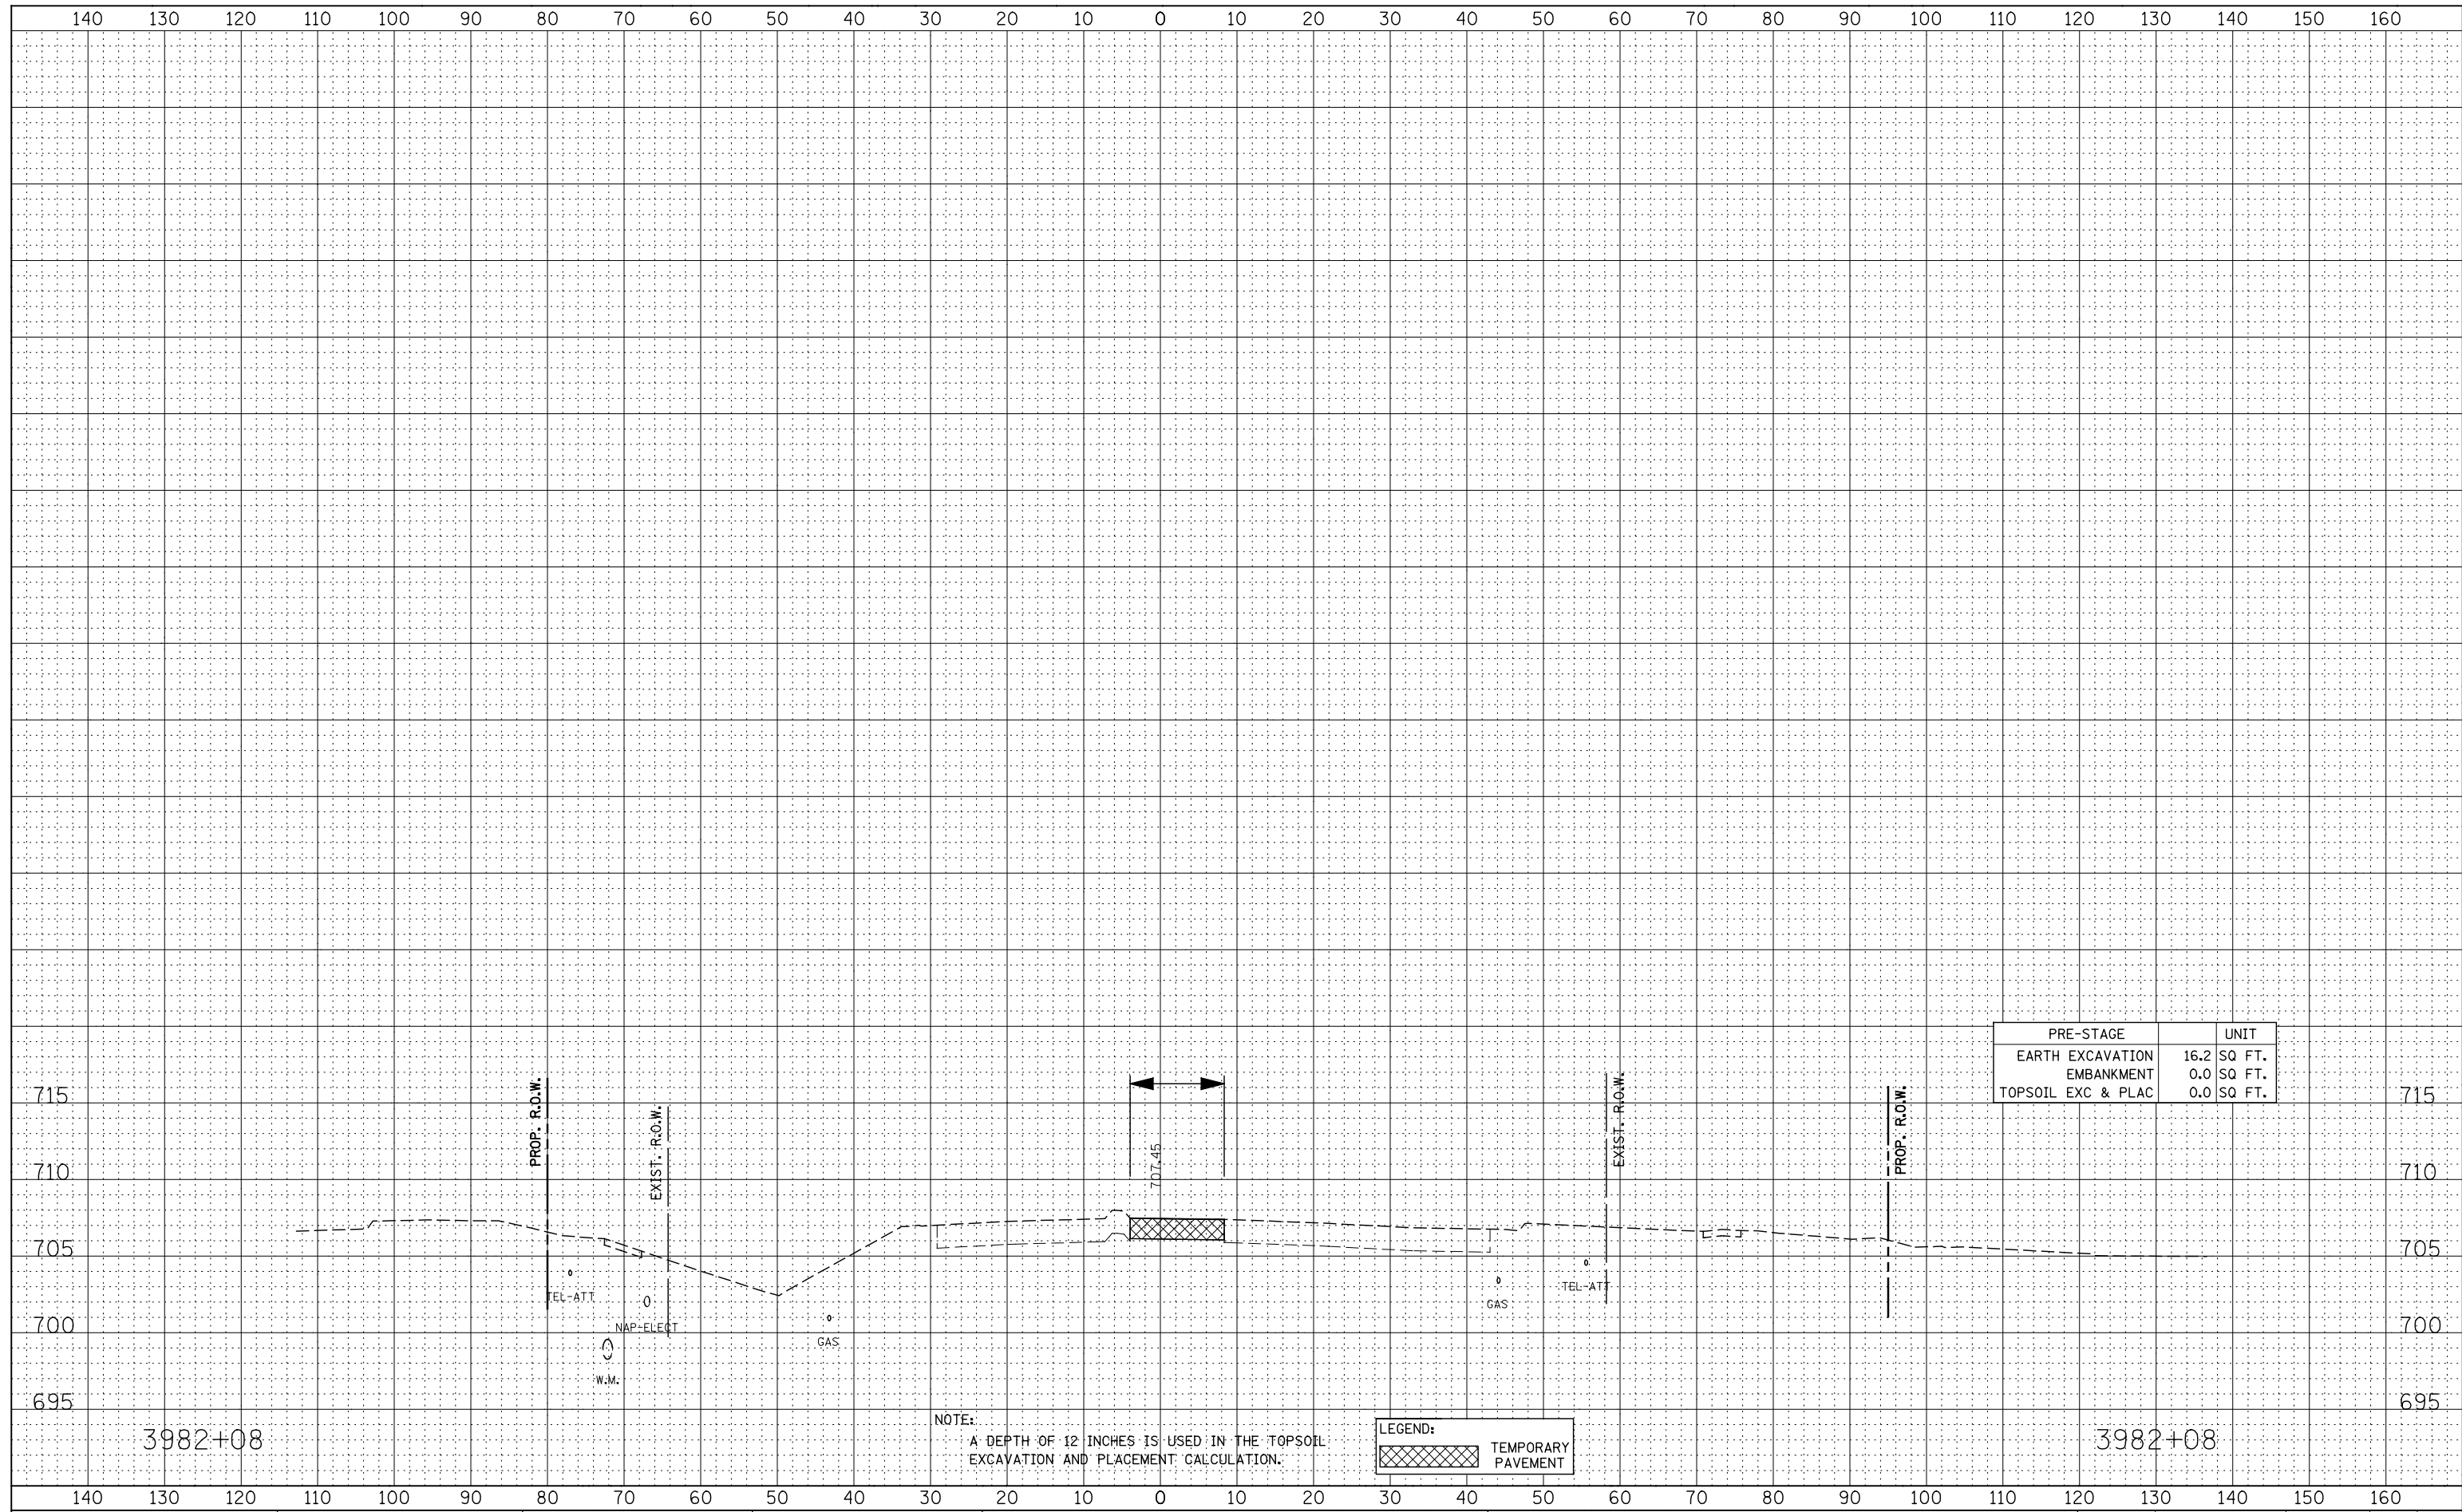 140 130 120 110 100 90 80 70 60 50 40 30 20 10 0 10 20 30 40 50 60 70 80 90 100 110 120 130 140 150 160
PRE-STAGE UNIT
EARTH EXCAVATION 16.2 SQ FT.
EMBANKMENT 0.0 SQ FT.
TOPSOIL EXC & PLAC 0.0 SQ FT.
715 715
PROP. R.O.W.
EXIST. R.O.W.
707.45
EXIST. R.O.W.
PROP. R.O.W.
710 710
705 705
TEL-ATT
NAP-ELECT
W.M.
GAS
GAS
TEL-ATT
700 700
695 695
3982+08 3982+08
NOTE:
A DEPTH OF 12 INCHES IS USED IN THE TOPSOIL
EXCAVATION AND PLACEMENT CALCULATION.
LEGEND:
TEMPORARY
PAVEMENT
140 130 120 110 100 90 80 70 60 50 40 30 20 10 0 10 20 30 40 50 60 70 80 90 100 110 120 130 140 150 160